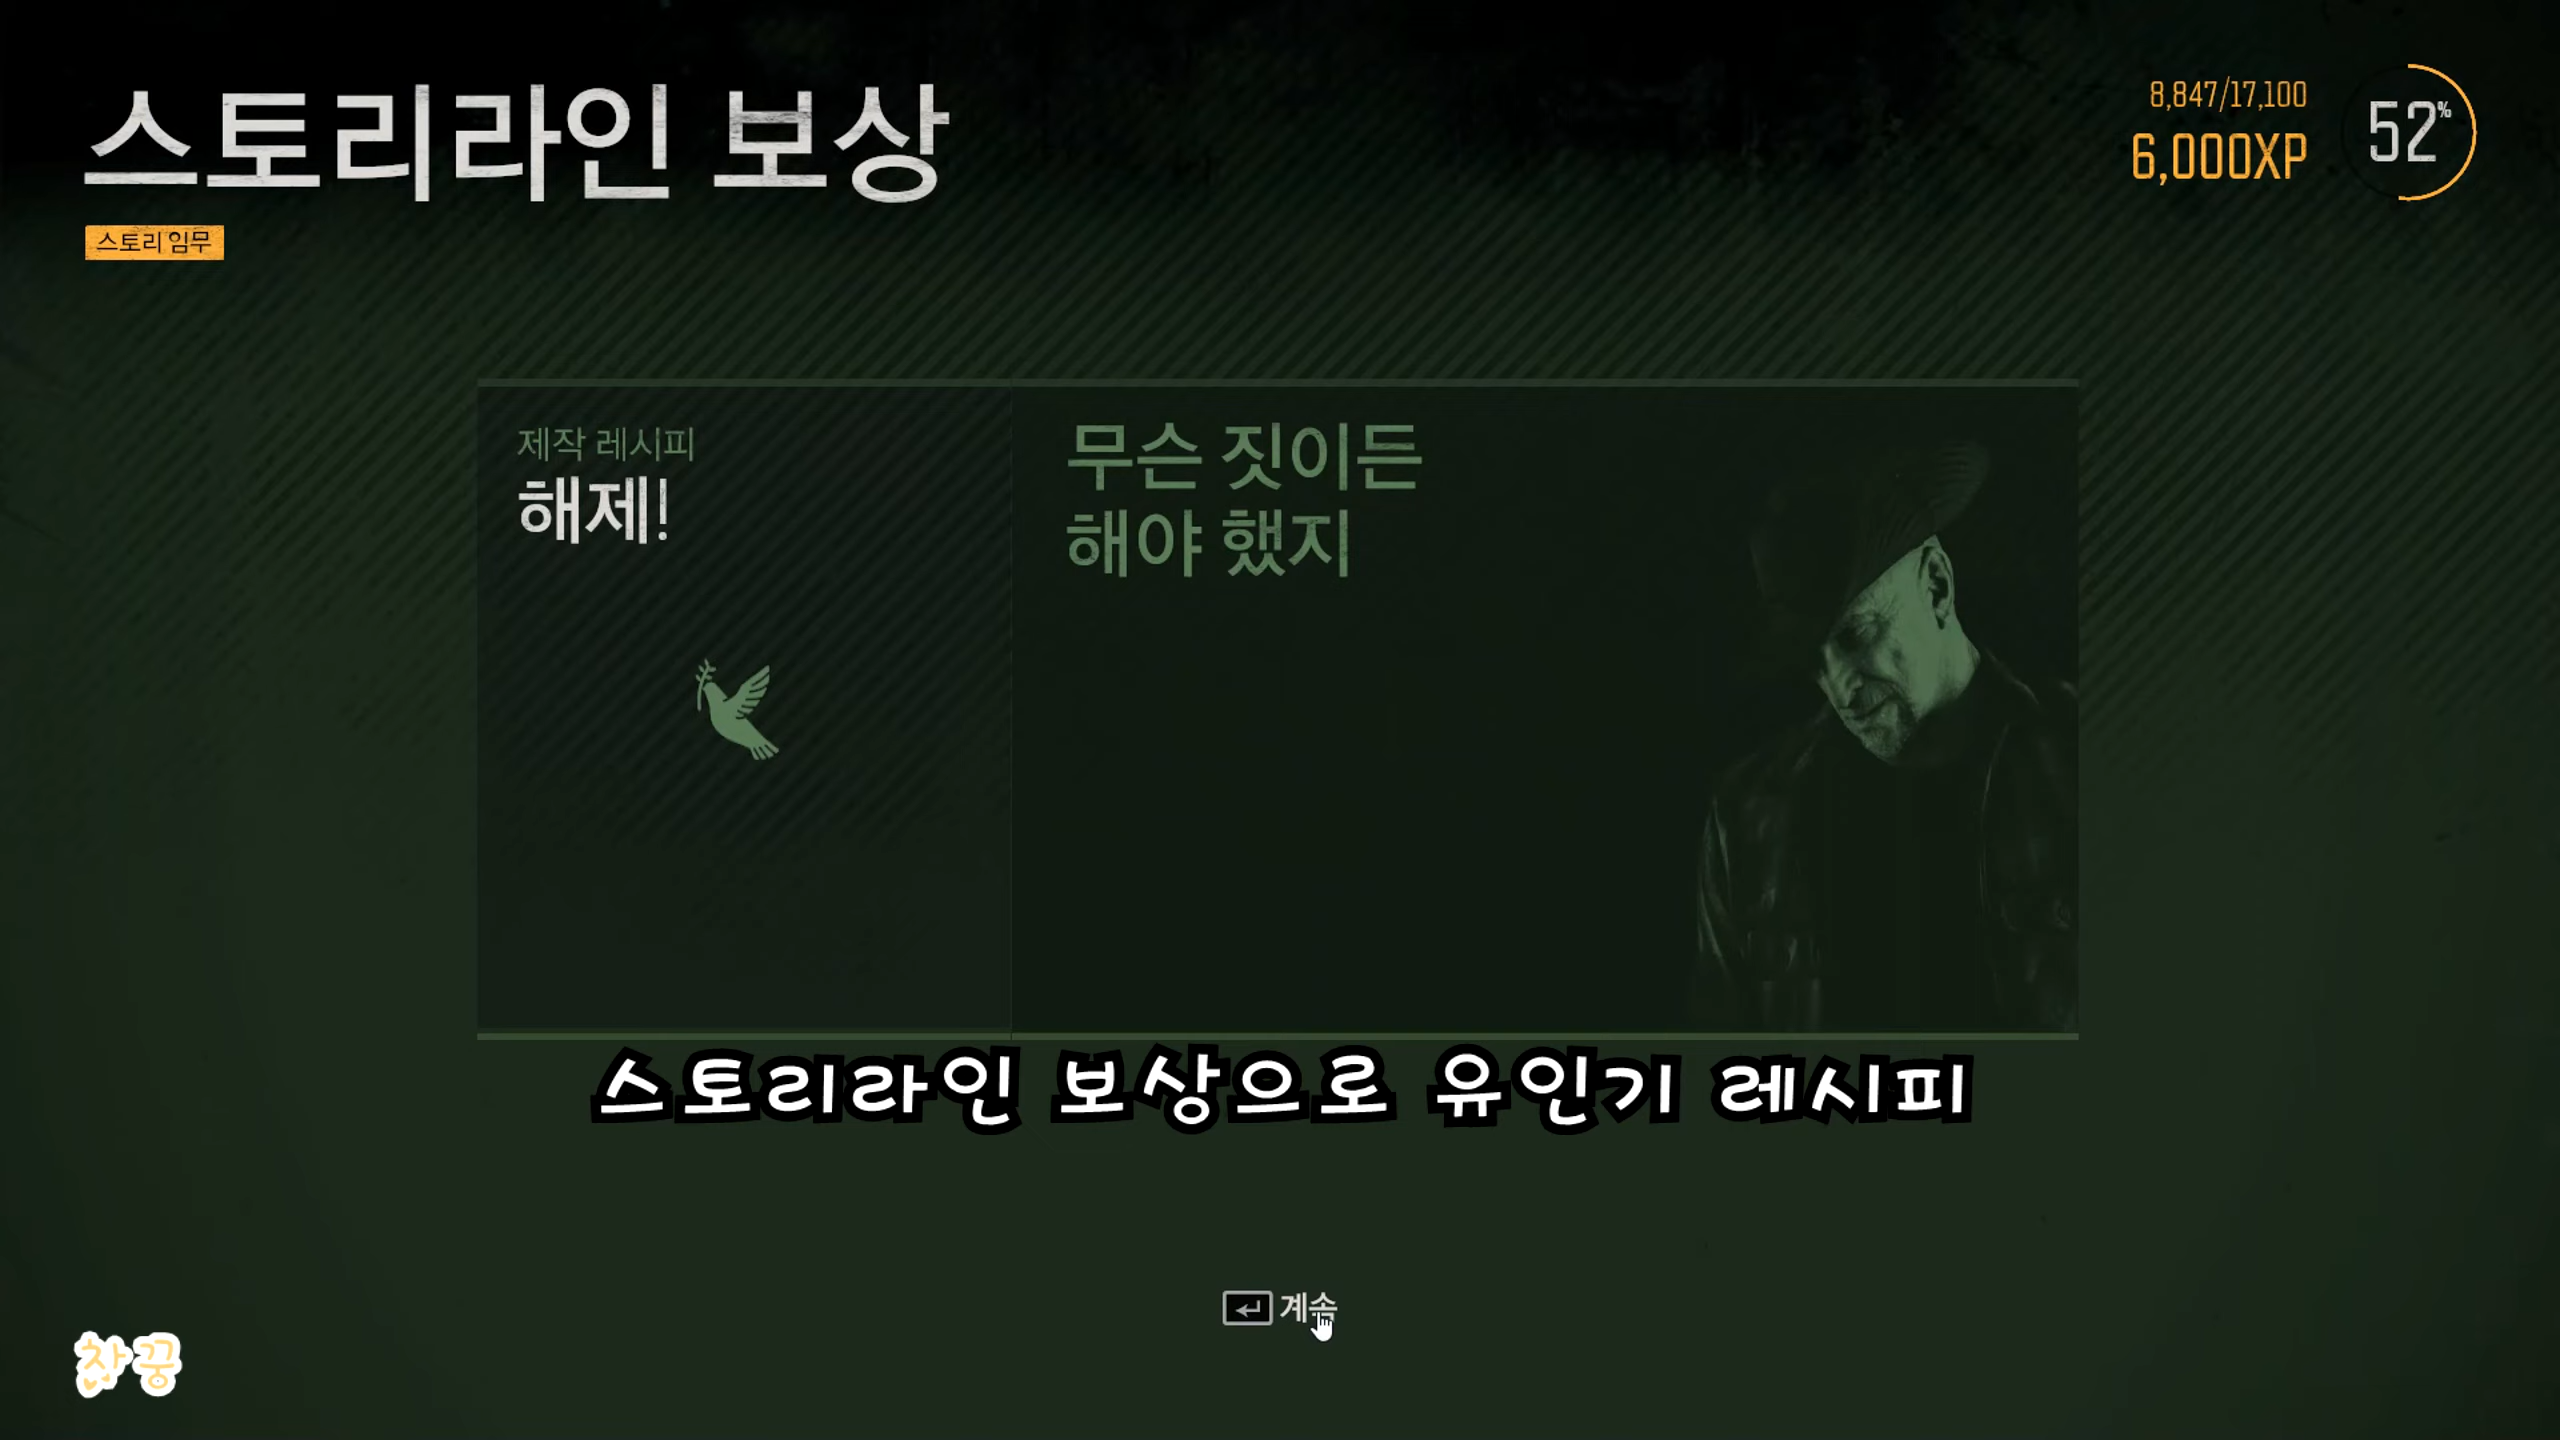 스토리라인 보상
스토리 임무
8,847/17,100
6,000XP
52%
제작 레시피
해제!
무슨 짓이든
해야 했지
스토리라인 보상으로 유인기 레시피
계속
찬꿍